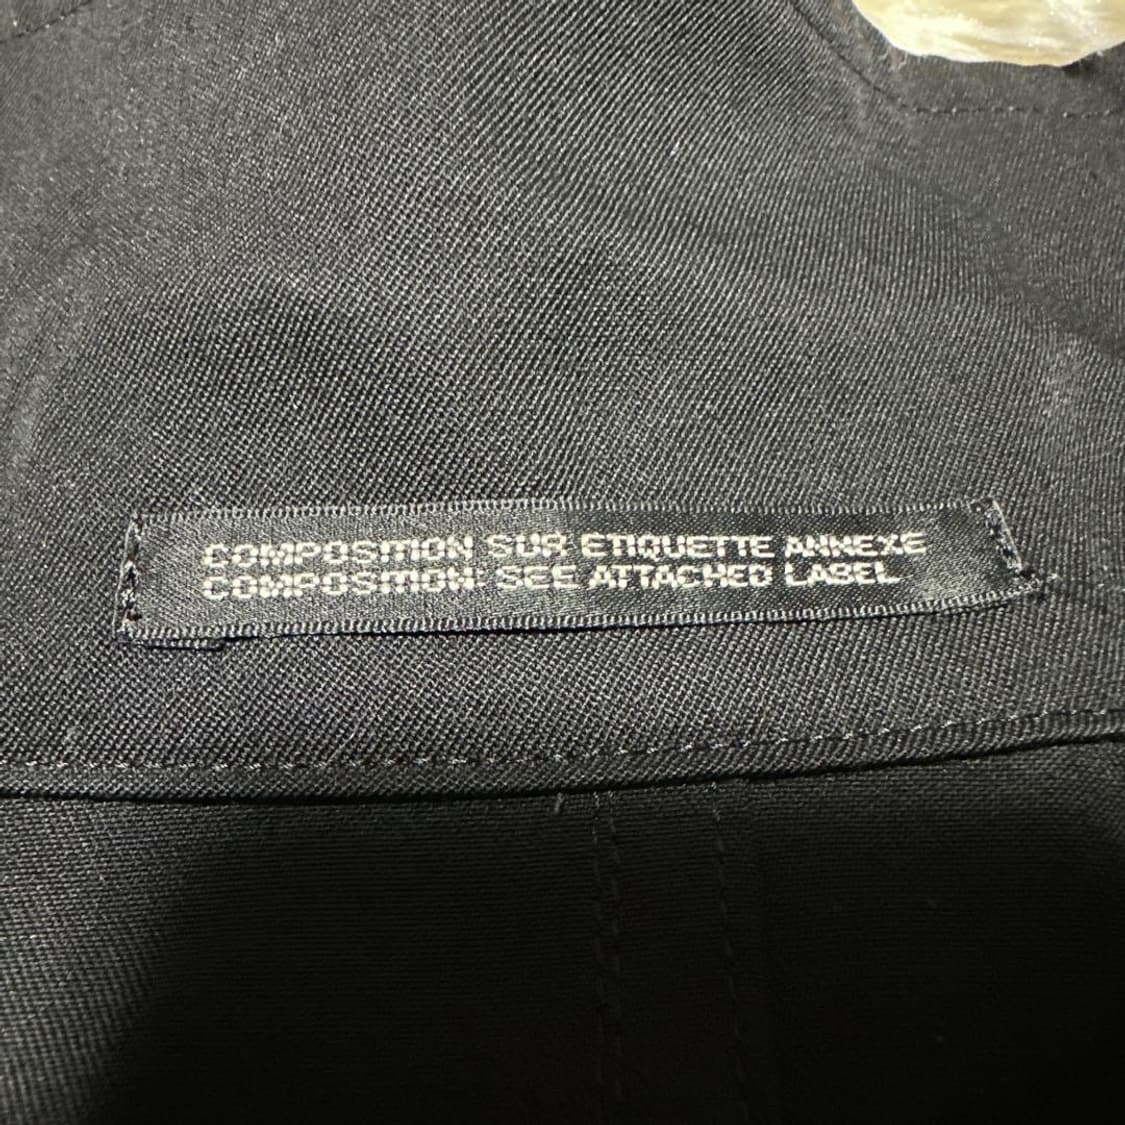 COMPOSITION SUR ETIQUETTE ANNEXE
COMPOSITION: SEE ATTACHED LABEL